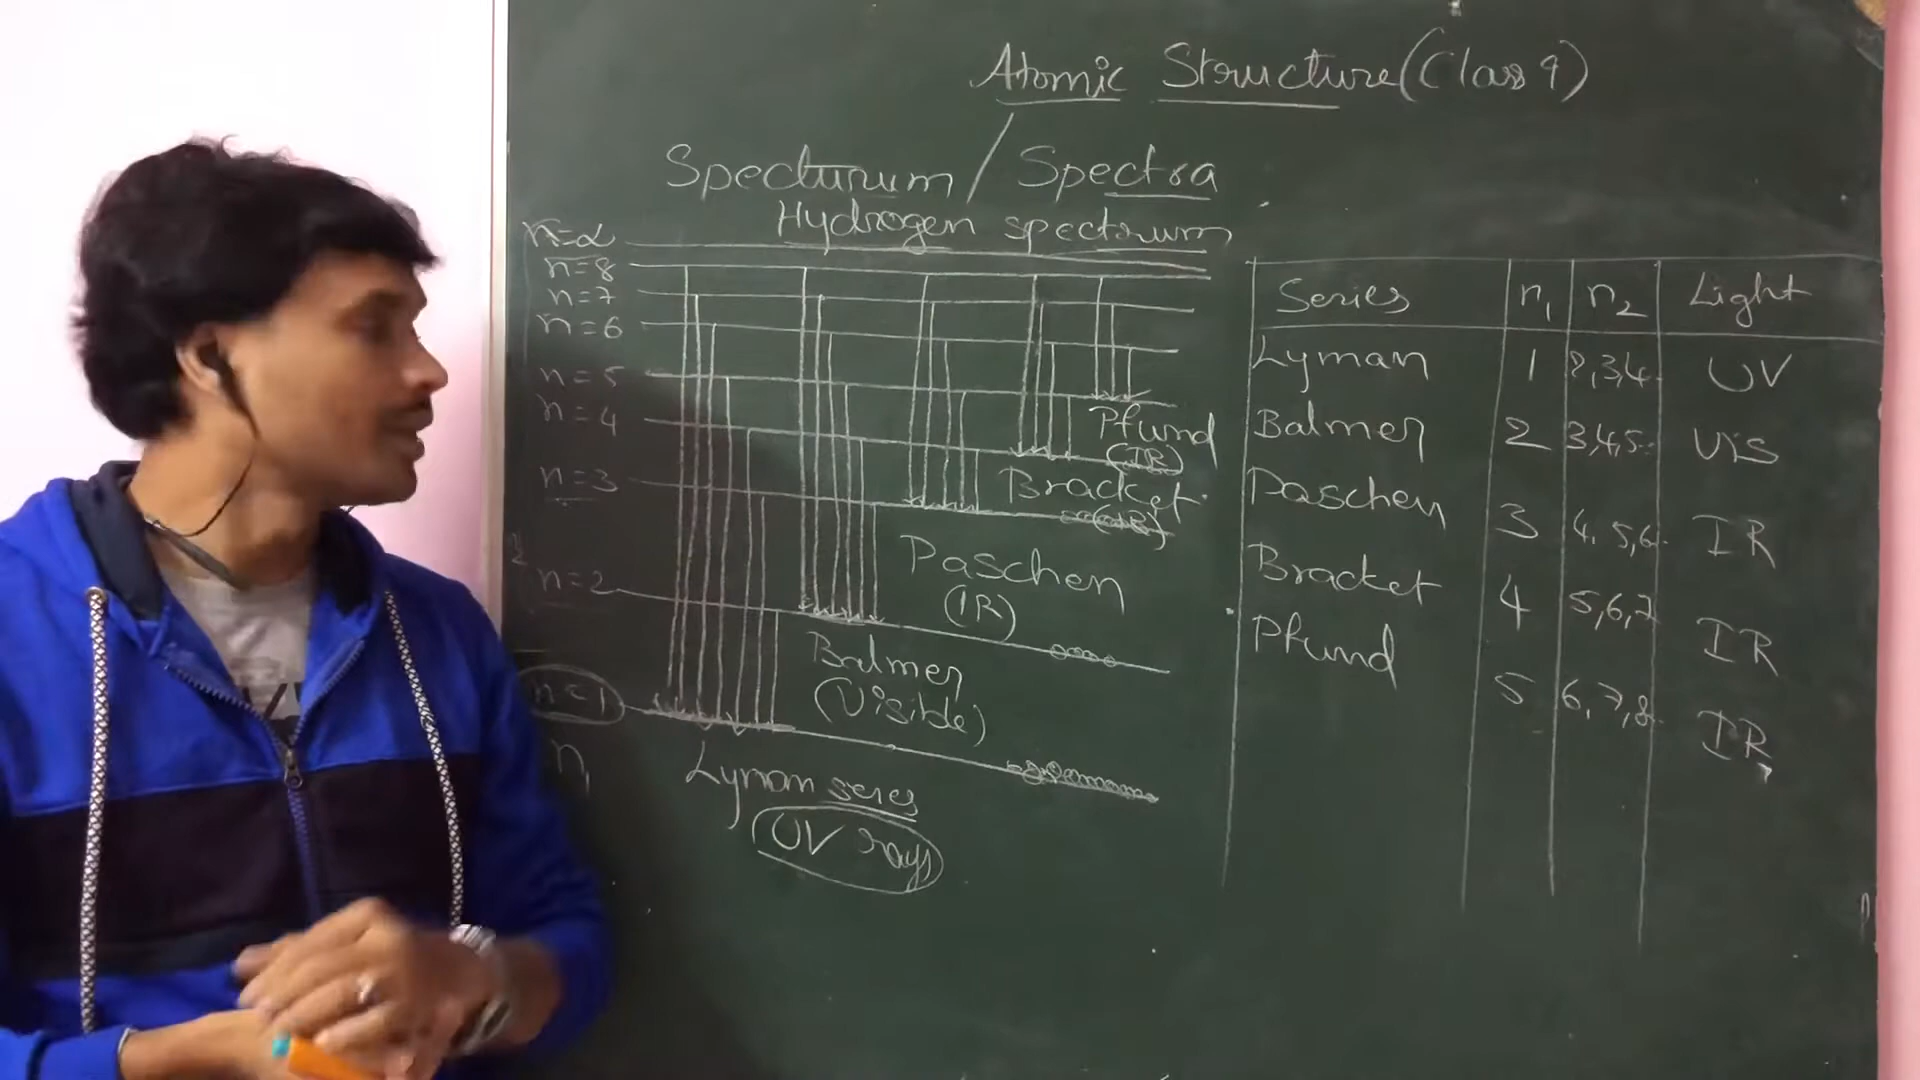 Atomic Structure (Class 9)
Spectrum / Spectra
Hydrogen spectrum
n=α
n=8
n=7
n=6
n=5
n=4
n=3
n=2
n=1
n1
Pfund
(IR)
Bracket
(IR)
Paschen
(IR)
Balmer
(Visible)
Lyman series
UV rays
Series n1 n2 Light
Lyman 1 2,3,4. UV
Balmer 2 3,4,5.. Vis
Paschen 3 4,5,6.. IR
Bracket 4 5,6,7 IR
Pfund 5 6,7,8.. IR